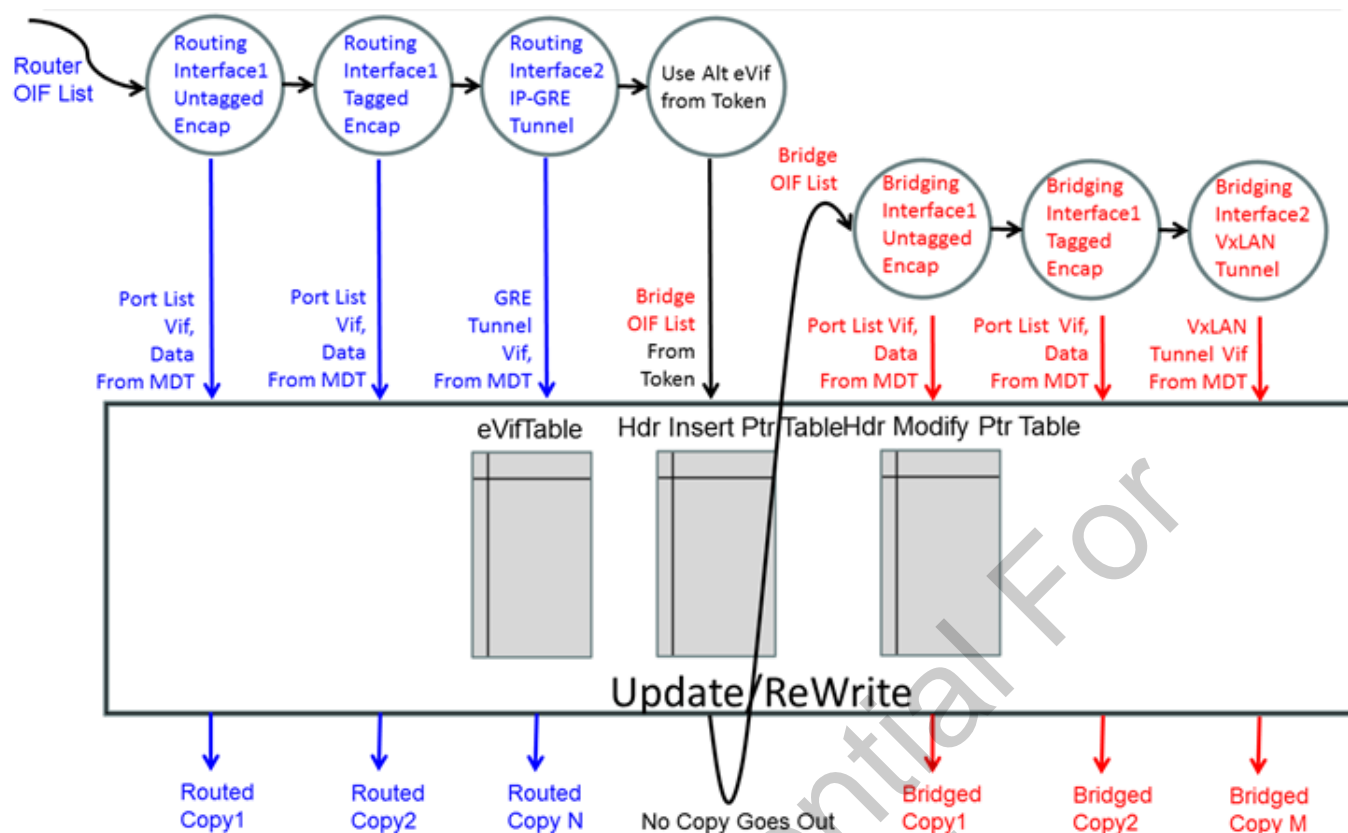 Router
OIF List
Routing
Interface1
Untagged
Encap
Routing
Interface1
Tagged
Encap
Routing
Interface2
IP-GRE
Tunnel
Use Alt eVif
from Token
Bridge
OIF List
Bridging
Interface1
Untagged
Encap
Bridging
Interface1
Tagged
Encap
Bridging
Interface2
VxLAN
Tunnel
Port List
Vif,
Data
From MDT
Port List
Vif,
Data
From MDT
GRE
Tunnel
Vif,
From MDT
Bridge
OIF List
From
Token
Port List Vif,
Data
From MDT
Port List Vif,
Data
From MDT
VxLAN
Tunnel Vif
From MDT
eVifTable
Hdr Insert Ptr Table
Hdr Modify Ptr Table
Update/ReWrite
Routed
Copy1
Routed
Copy2
Routed
Copy N
No Copy Goes Out
Bridged
Copy1
Bridged
Copy2
Bridged
Copy M
ential For